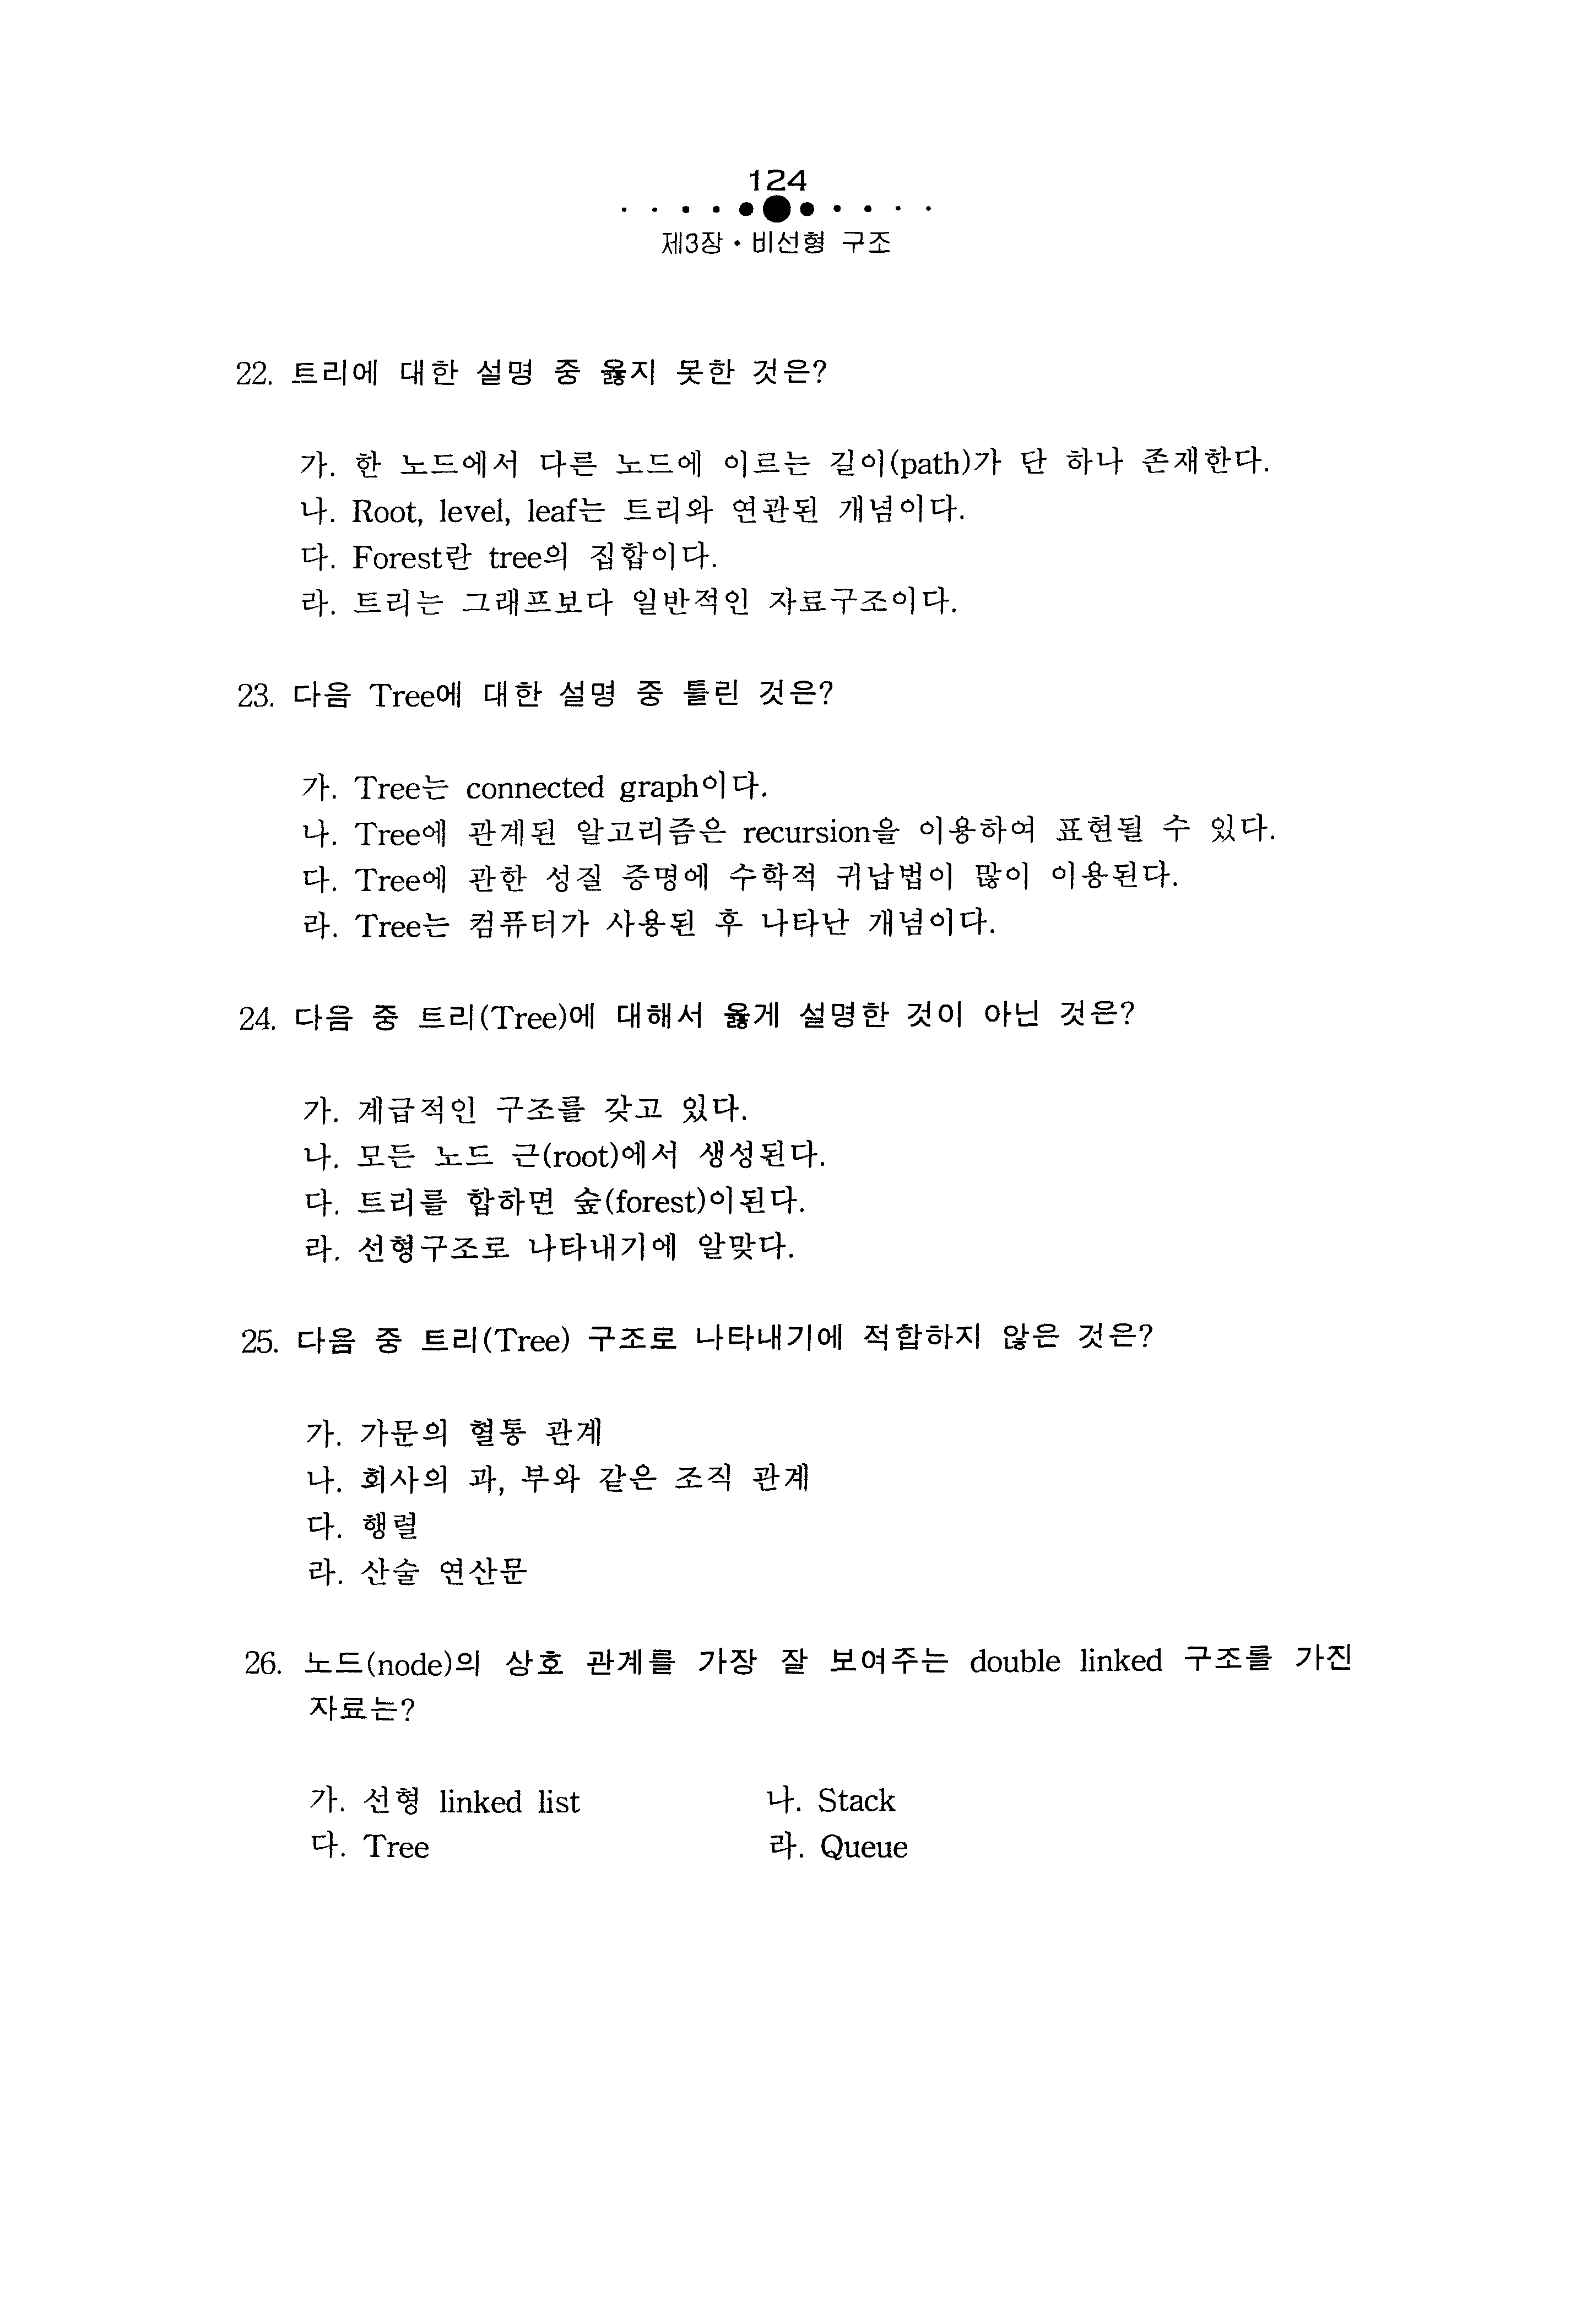 124
제3장 • 비선형 구조
22. 트리에 대한 설명 중 옳지 못한 것은?
가. 한 노드에서 다른 노드에 이르는 길이(path)가 단 하나 존재한다.
나. Root, level, leaf는 트리와 연관된 개념이다.
다. Forest란 tree의 집합이다.
라. 트리는 그래프보다 일반적인 자료구조이다.
23. 다음 Tree에 대한 설명 중 틀린 것은?
가. Tree는 connected graph이다.
나. Tree에 관계된 알고리즘은 recursion을 이용하여 표현될 수 있다.
다. Tree에 관한 성질 증명에 수학적 귀납법이 많이 이용된다.
라. Tree는 컴퓨터가 사용된 후 나타난 개념이다.
24. 다음 중 트리(Tree)에 대해서 옳게 설명한 것이 아닌 것은?
가. 계급적인 구조를 갖고 있다.
나. 모든 노드 근(root)에서 생성된다.
다. 트리를 합하면 숲(forest)이된다.
라. 선형구조로 나타내기에 알맞다.
25. 다음 중 트리(Tree) 구조로 나타내기에 적합하지 않은 것은?
가. 가문의 혈통 관계
나. 회사의 과, 부와 같은 조직 관계
다. 행렬
라. 산술 연산문
26. 노드(node)의 상호 관계를 가장 잘 보여주는 double linked 구조를 가진
자료는?
가. 선형 linked list 나. Stack
다. Tree 라. Queue